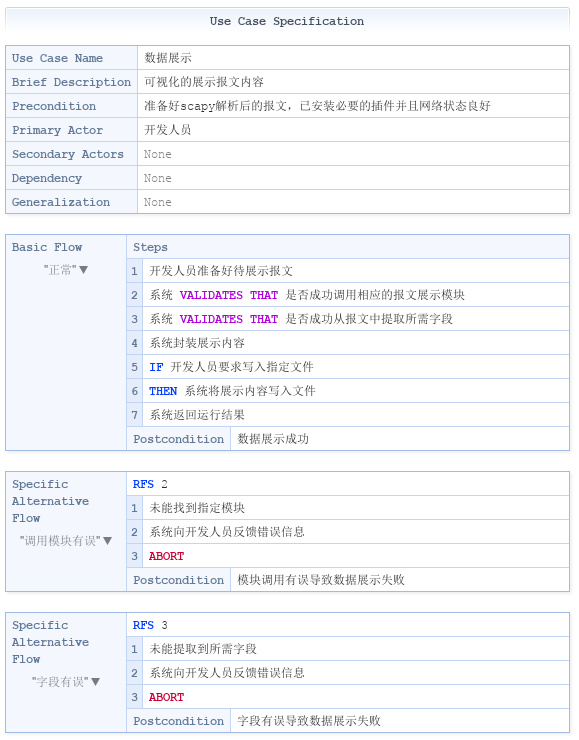 Use Case Specification
Use Case Name 数据展示
Brief Description 可视化的展示报文内容
Precondition 准备好scapy解析后的报文，已安装必要的插件并且网络状态良好
Primary Actor 开发人员
Secondary Actors None
Dependency None
Generalization None
Basic Flow Steps
"正常"▼
1 开发人员准备好待展示报文
2 系统 VALIDATES THAT 是否成功调用相应的报文展示模块
3 系统 VALIDATES THAT 是否成功从报文中提取所需字段
4 系统封装展示内容
5 IF 开发人员要求写入指定文件
6 THEN 系统将展示内容写入文件
7 系统返回运行结果
Postcondition 数据展示成功
Specific
Alternative
Flow
"调用模块有误"▼
RFS 2
1 未能找到指定模块
2 系统向开发人员反馈错误信息
3 ABORT
Postcondition 模块调用有误导致数据展示失败
Specific
Alternative
Flow
"字段有误"▼
RFS 3
1 未能提取到所需字段
2 系统向开发人员反馈错误信息
3 ABORT
Postcondition 字段有误导致数据展示失败